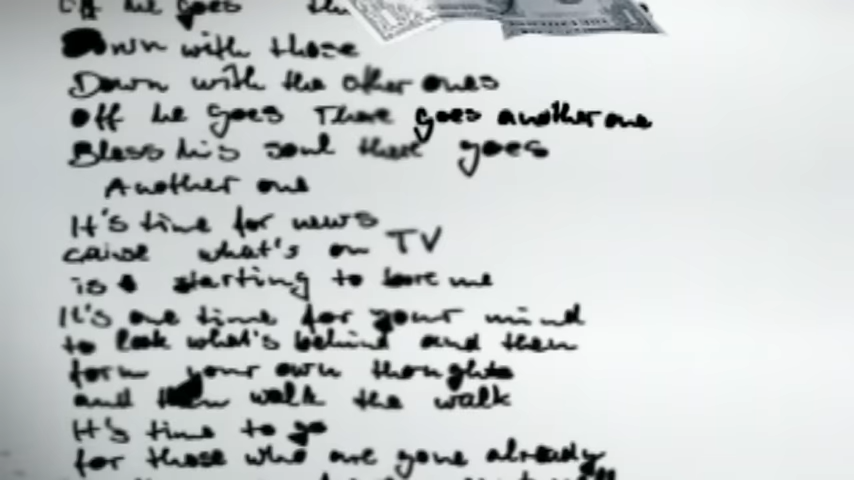 Off he goes
Down with those
Down with the other ones
Off he goes There goes another one
Bless his soul there goes
Another one
It's time for news
cause what's on TV
is starting to bore me
It's one time for your mind
to look what's behind and then
form your own thoughts
and then walk the walk
It's time to go
for those who are gone already